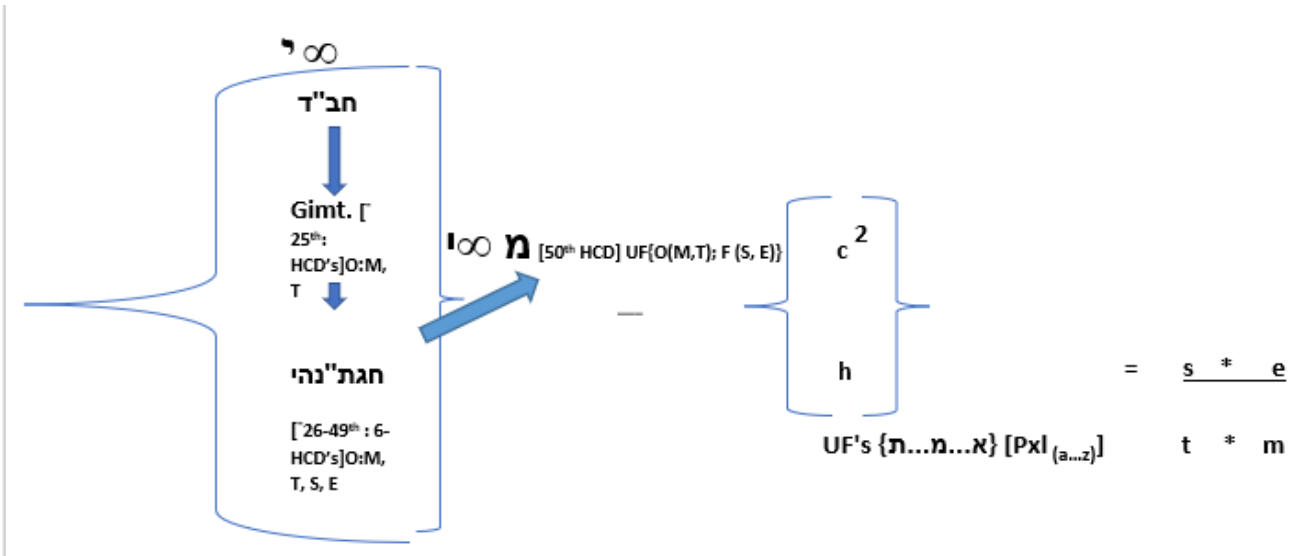 י ∞
חב"ד
Gimt. [˜
25th:
HCD's]O:M,
T
חגת"נהי
[˜26-49th : 6-
HCD's]O:M,
T, S, E
י∞ מ [50th HCD] UF{O(M,T); F (S, E)}
—
c 2
h
= s * e
UF's {א...מ...ת} [Pxl (a...z)]
t * m